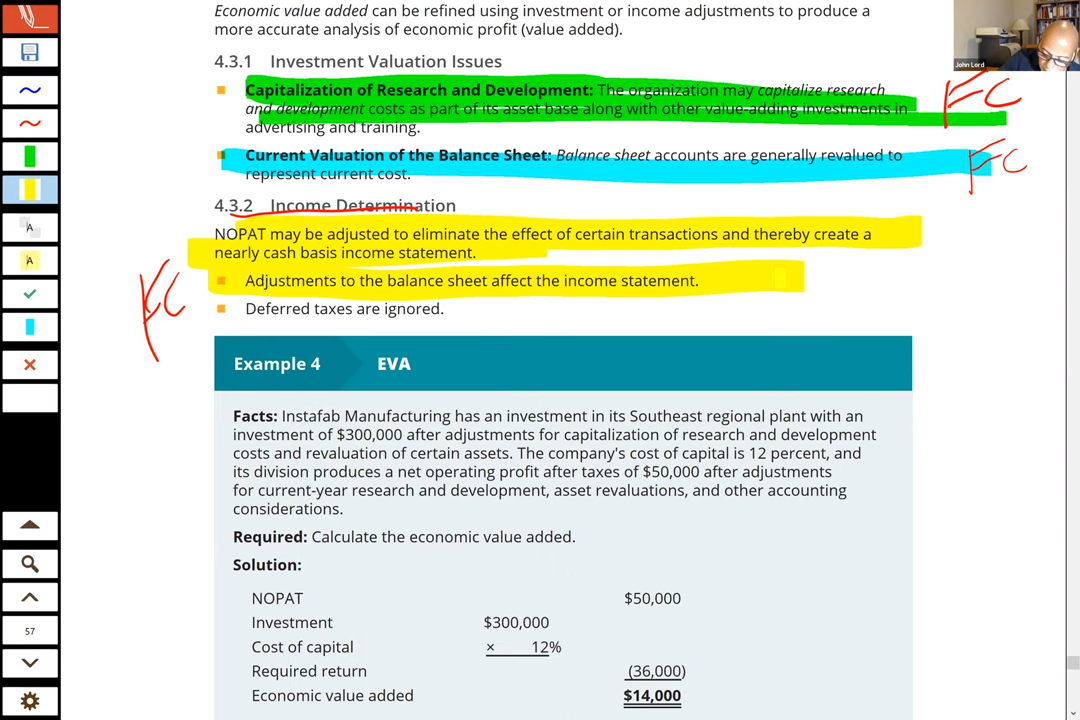 Economic value added can be refined using investment or income adjustments to produce a
more accurate analysis of economic profit (value added).
John Lord
4.3.1 Investment Valuation Issues
Capitalization of Research and Development: The organization may capitalize research
and development costs as part of its asset base along with other value-adding investments in
advertising and training.
FC
Current Valuation of the Balance Sheet: Balance sheet accounts are generally revalued to
represent current cost.
FC
4.3.2 Income Determination
NOPAT may be adjusted to eliminate the effect of certain transactions and thereby create a
nearly cash basis income statement.
Adjustments to the balance sheet affect the income statement.
FC
Deferred taxes are ignored.
A
A
57
Example 4 EVA
Facts: Instafab Manufacturing has an investment in its Southeast regional plant with an
investment of $300,000 after adjustments for capitalization of research and development
costs and revaluation of certain assets. The company's cost of capital is 12 percent, and
its division produces a net operating profit after taxes of $50,000 after adjustments
for current-year research and development, asset revaluations, and other accounting
considerations.
Required: Calculate the economic value added.
Solution:
NOPAT $50,000
Investment $300,000
Cost of capital × 12%
Required return (36,000)
Economic value added $14,000